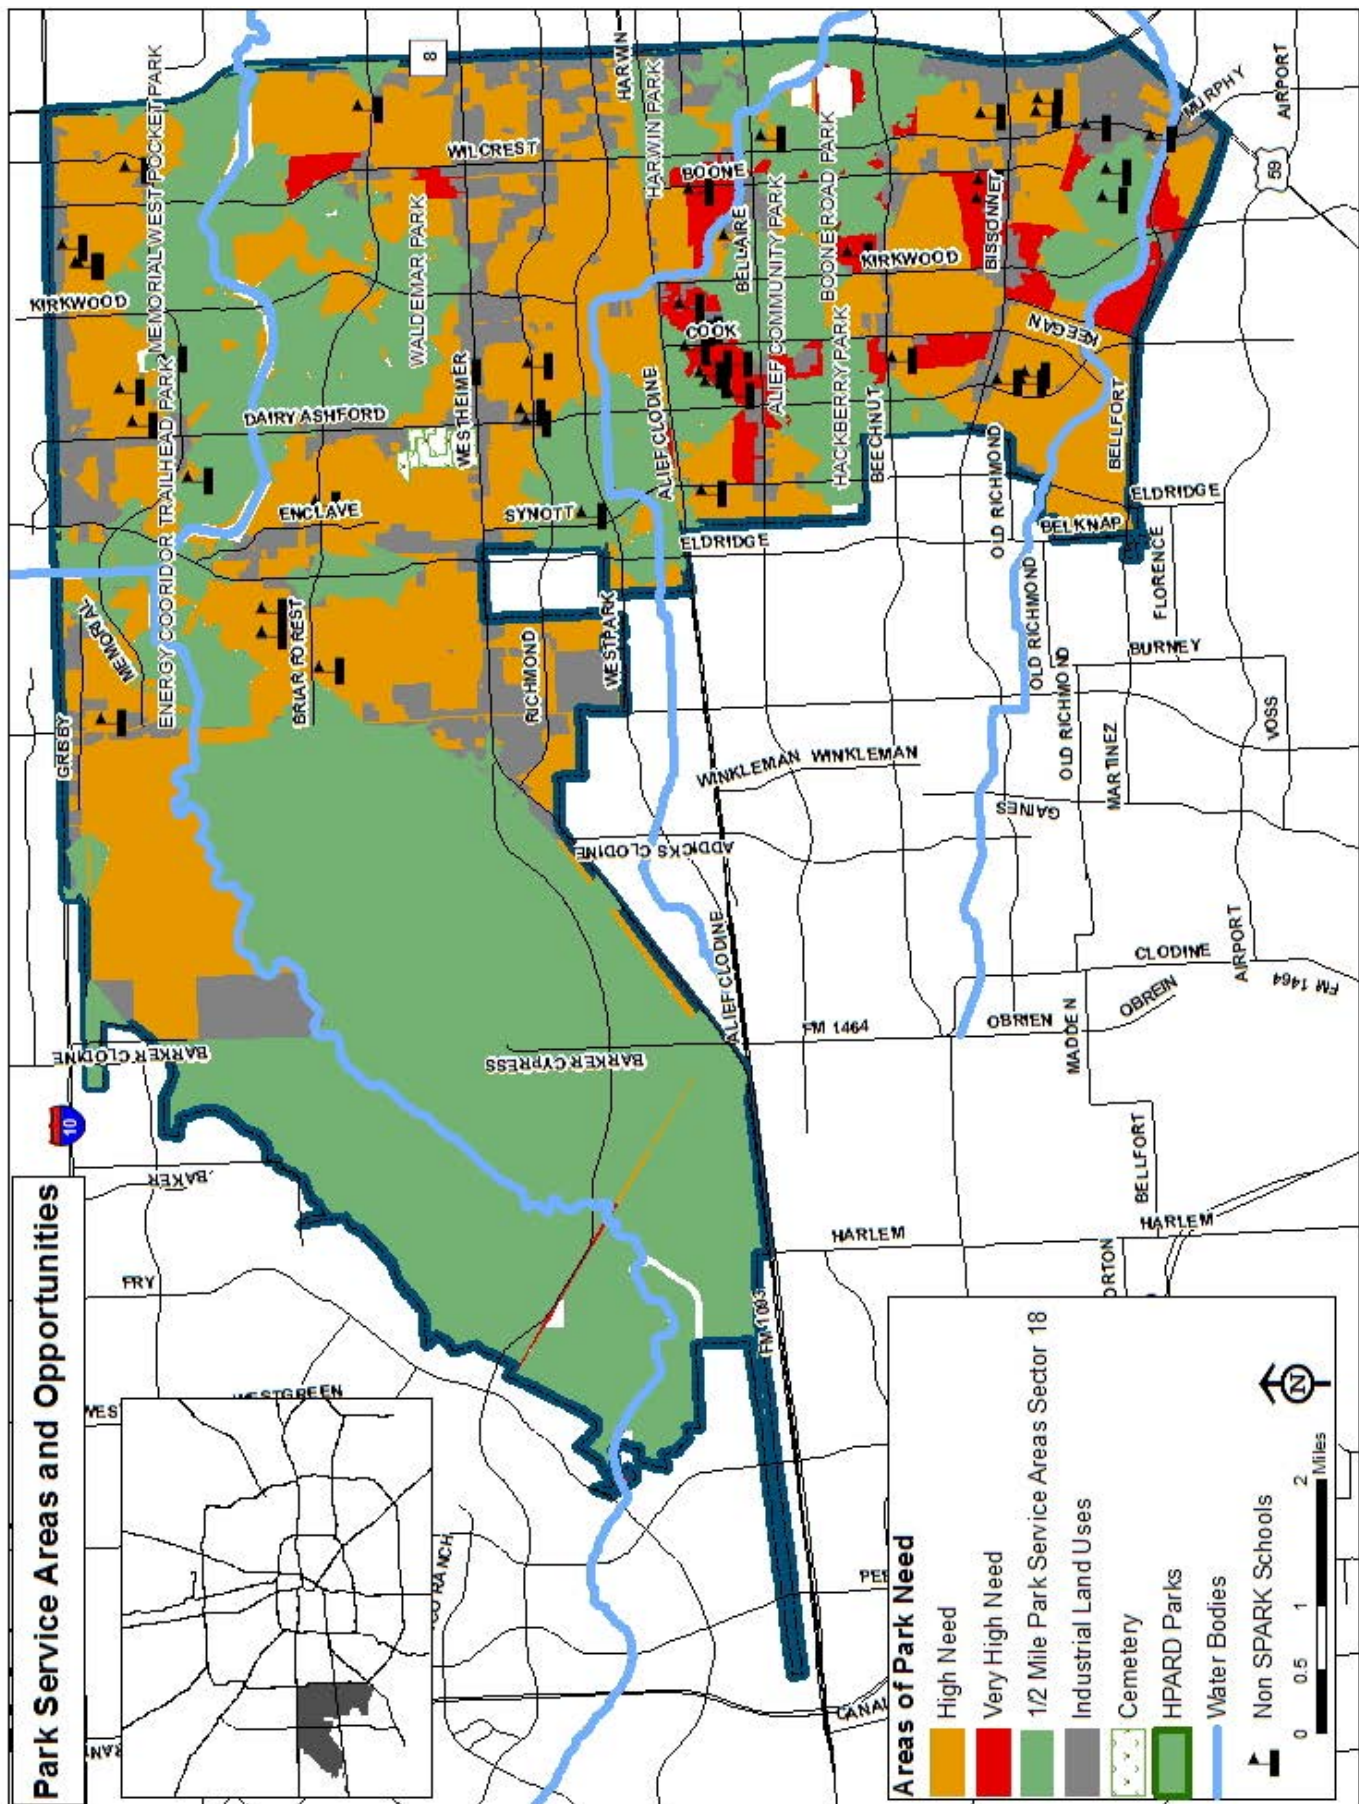 Park Service Areas and Opportunities
10
8
59
GRISBY
KIRKWOOD
MEMORIAL
ENERGY COORIDOR TRAILHEAD PARK
MEMORIAL WEST POCKET PARK
BARKER CLODINE
BAKER
FRY
WESTGREEN
BRIAR FOREST
ENCLAVE
DAIRY ASHFORD
WALDEMAR PARK
WILCREST
WESTHEIMER
BARKER CYPRESS
RICHMOND
SYNOTT
WESTPARK
HARWIN
HARWIN PARK
HARWIN PARK
ADDICKS CLODINE
ALIEF CLODINE
ALIEF CLODINE
ELDRIDGE
COOK
BOONE
BELLAIRE
ALIEF COMMUNITY PARK
BOONE ROAD PARK
HACKBERRY PARK
WINKLEMAN
WINKLEMAN
FM 1464
FM 1093
HARLEM
BEECHNUT
KIRKWOOD
BISSONNET
OLD RICHMOND
OLD RICHMOND
OLD RICHMOND
KEEGAN
BELKNAP
BELLFORT
ELDRIDGE
FLORENCE
BURNEY
GAINES
MARTINEZ
VOSS
OBRIEN
MADDEN
CLODINE
OBREIN
AIRPORT
FM 1464
BELLFORT
HARLEM
MURPHY
AIRPORT
CANAL
Areas of Park Need
High Need
Very High Need
1/2 Mile Park Service Areas Sector 18
Industrial Land Uses
Cemetery
HPARD Parks
Water Bodies
Non SPARK Schools
N
0 0.5 1 2
Miles